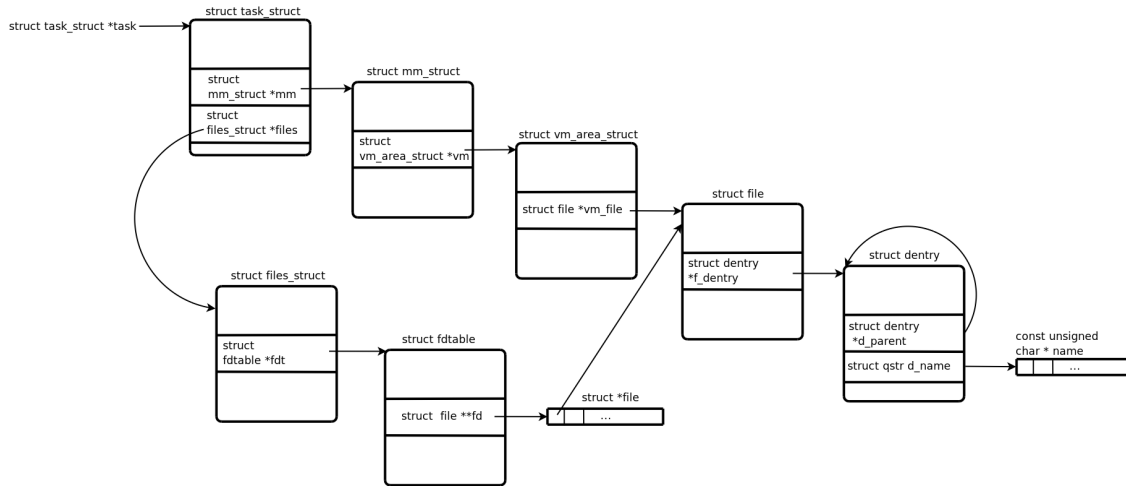 struct task_struct
struct task_struct *task
struct
mm_struct *mm
struct
files_struct *files
struct mm_struct
struct
vm_area_struct *vm
struct vm_area_struct
struct file *vm_file
struct file
struct dentry
*f_dentry
struct dentry
struct dentry
*d_parent
struct qstr d_name
const unsigned
char * name
...
struct files_struct
struct
fdtable *fdt
struct fdtable
struct  file **fd
struct *file
...